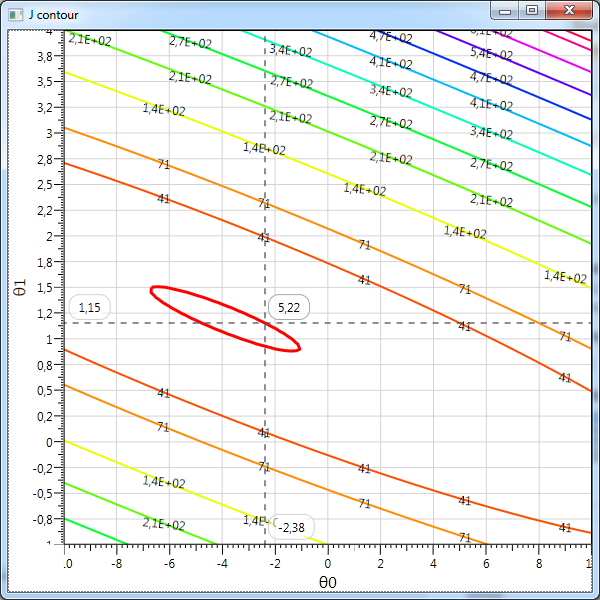 J contour
4
2,1E+02
2,7E+02
3,4E+02
4,7E+02
3,8
5,4E+02
4,1E+02
3,5
2,1E+02
2,7E+02
3,4E+02
4,7E+02
3,2
1,4E+02
2,1E+02
2,7E+02
4,1E+02
3
3,4E+02
2,8
71
1,4E+02
2,1E+02
2,7E+02
2,5
41
71
1,4E+02
2,1E+02
2,2
2
41
71
1,4E+02
1,8
1,5
41
71
1,4E+02
θ1
1,15
5,22
1,2
41
71
1
0,8
41
0,5
41
71
0,2
41
0
71
-0,2
41
-0,5
1,4E+02
71
41
-0,8
2,1E+02
1,4E
-2,38
71
41
-8
-6
-4
-2
0
2
4
6
8
θ0